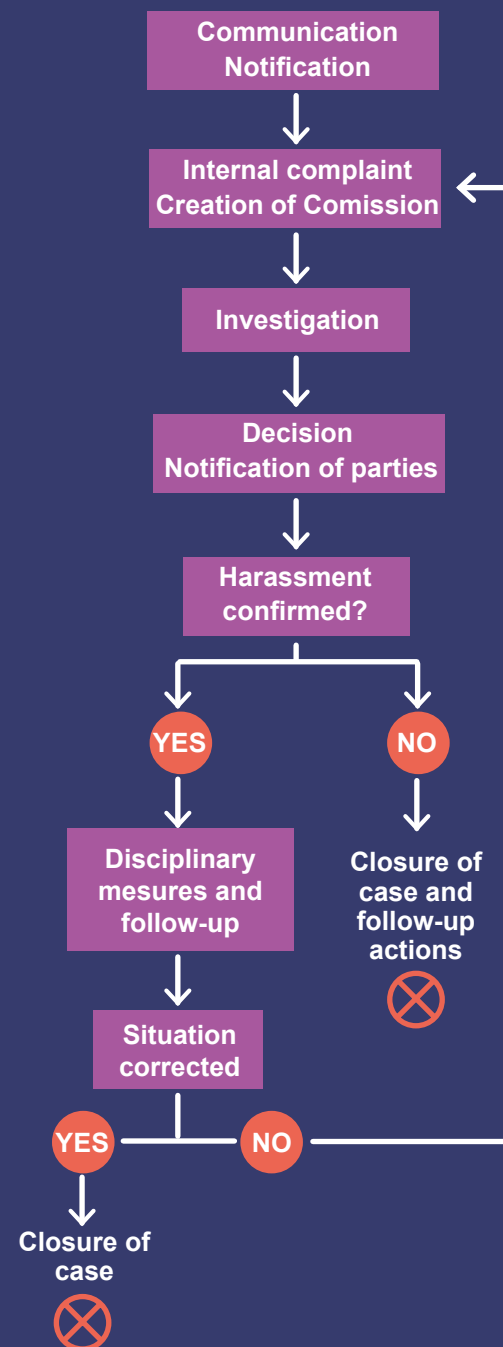 Communication
Notification
Internal complaint
Creation of Comission
Investigation
Decision
Notification of parties
Harassment
confirmed?
YES
NO
Disciplinary
mesures and
follow-up
Closure of
case and
follow-up
actions
Situation
corrected
YES
NO
Closure of
case